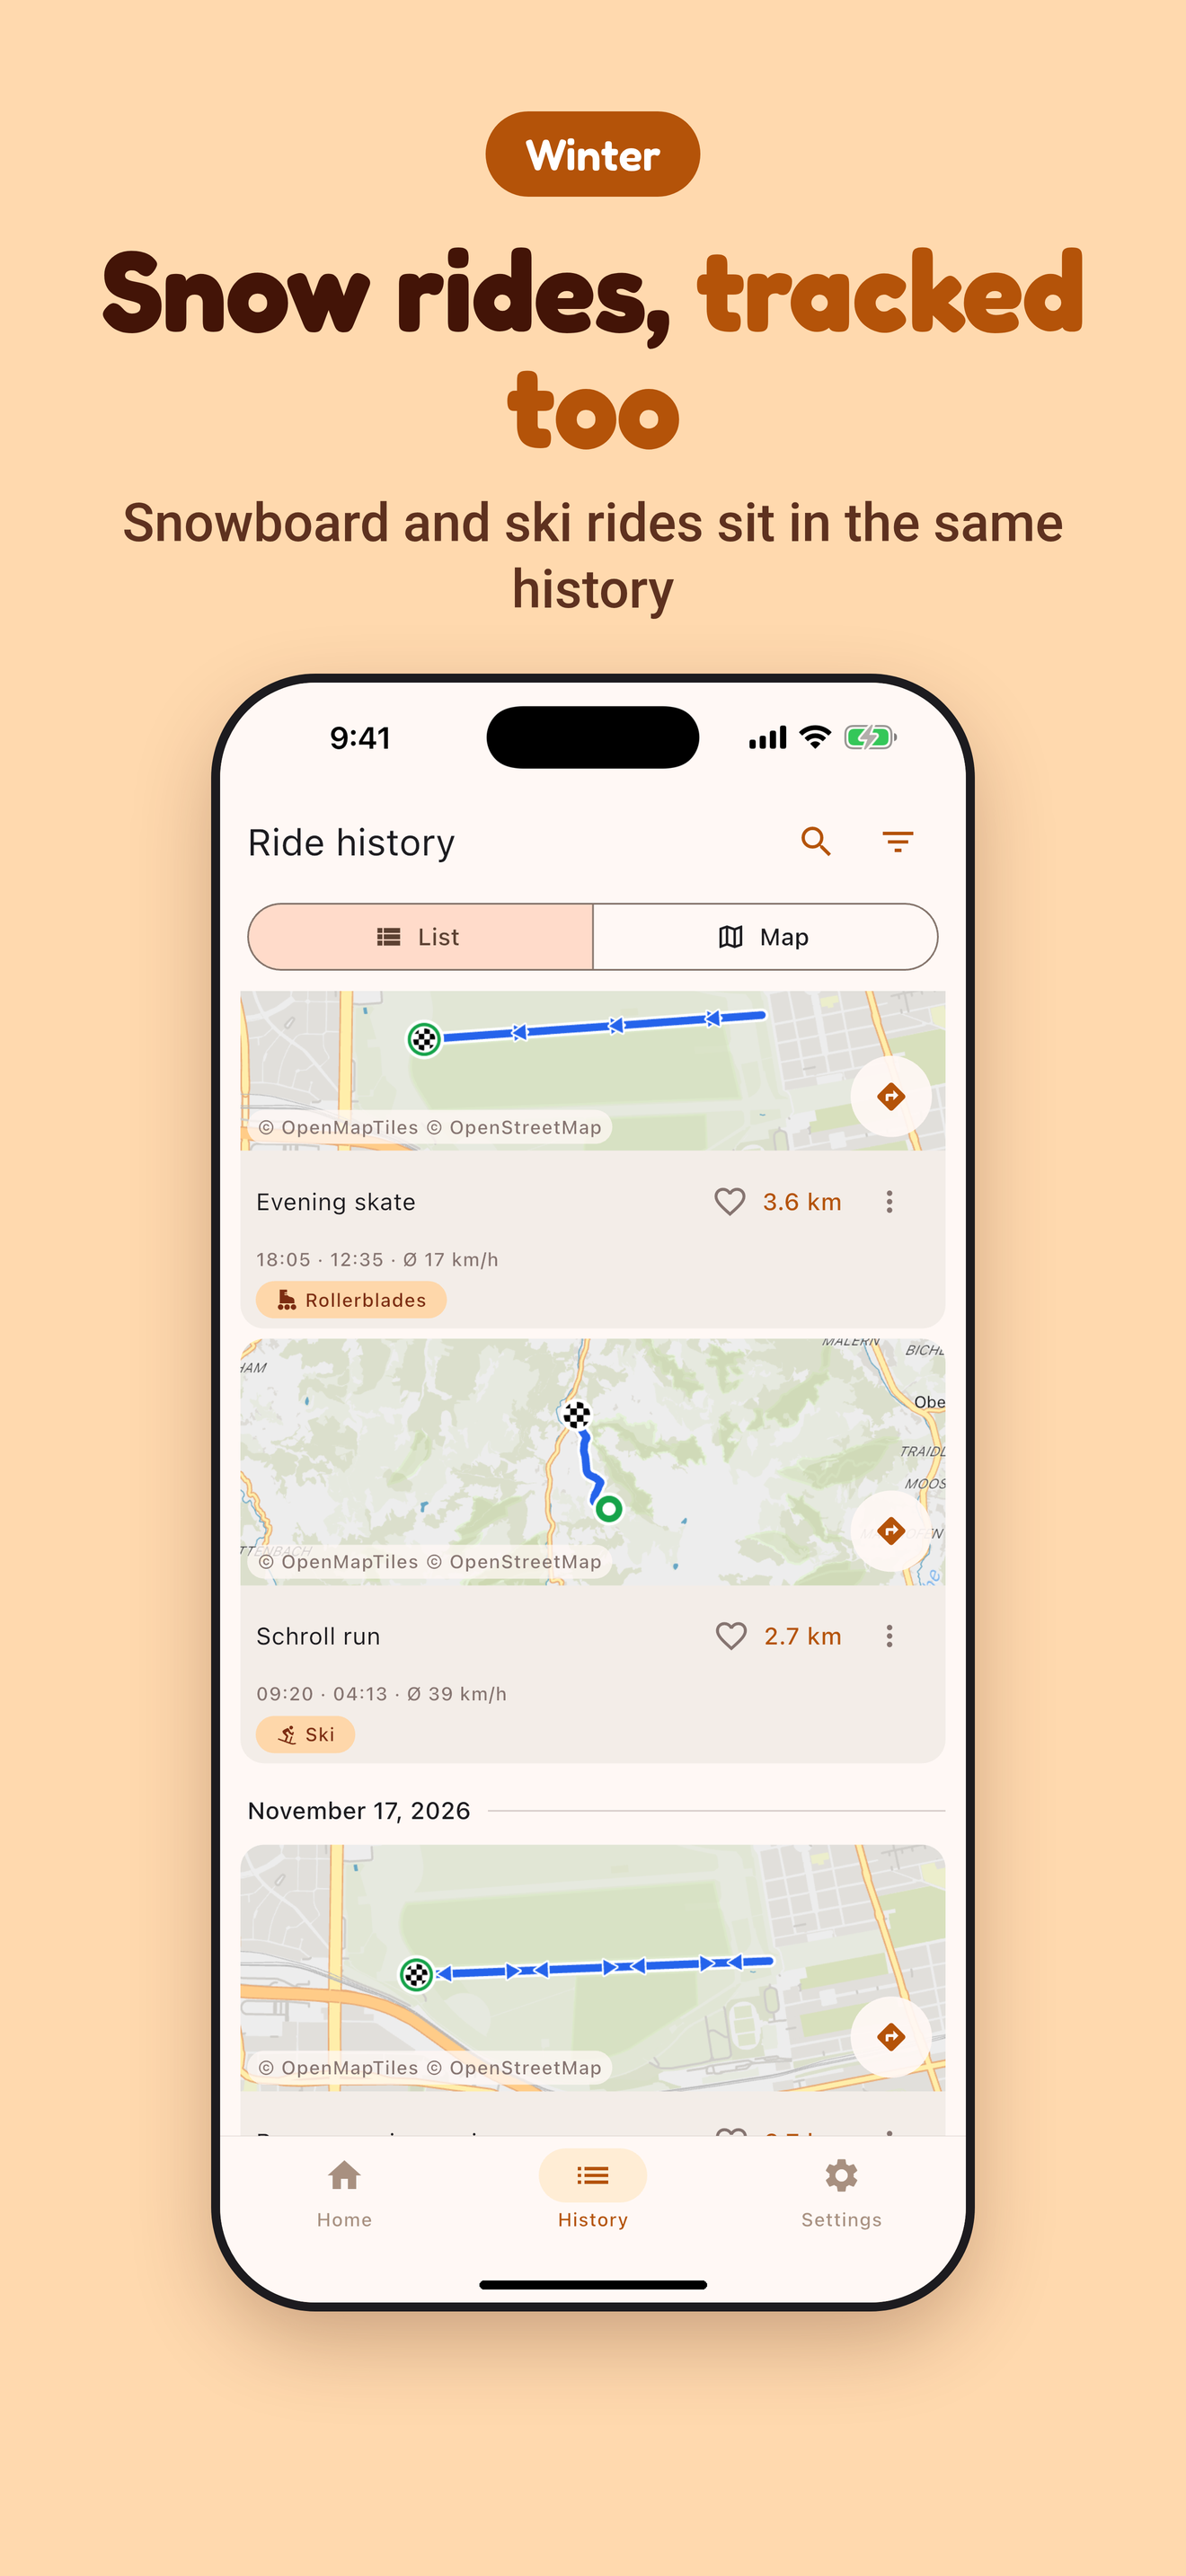 Winter
Snow rides, tracked
too
Snowboard and ski rides sit in the same
history
9:41
Ride history
List
Map
© OpenMapTiles © OpenStreetMap
Evening skate
3.6 km
18:05 · 12:35 · Ø 17 km/h
Rollerblades
MALERN
BICHL
HAM
Obe
TRAIDL
MOOS
TTENBACH
© OpenMapTiles © OpenStreetMap
Schroll run
2.7 km
09:20 · 04:13 · Ø 39 km/h
Ski
November 17, 2026
© OpenMapTiles © OpenStreetMap
Home
History
Settings